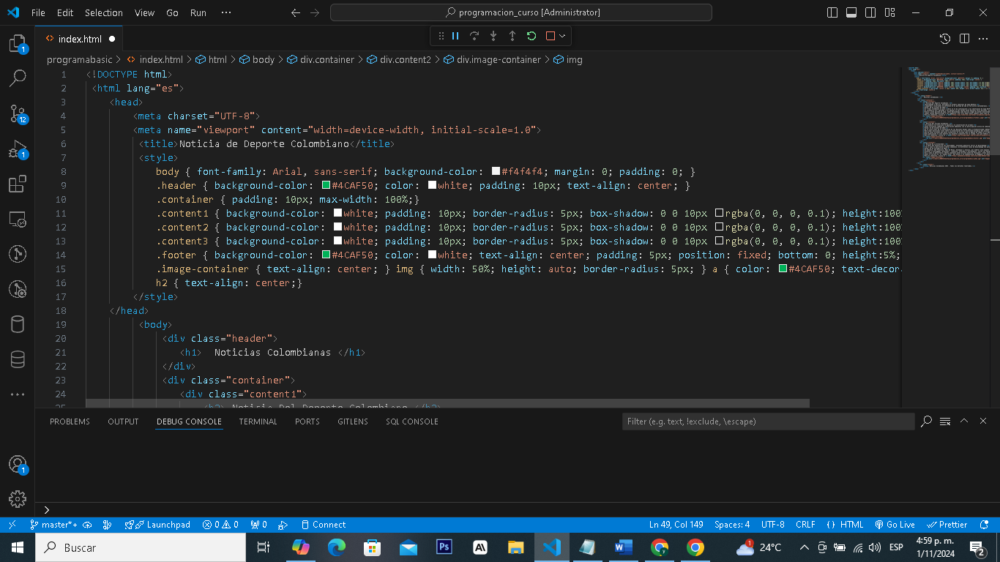 File Edit Selection View Go Run ··· programacion_curso [Administrator]
index.html
programabasic > index.html > html > body > div.container > div.content2 > div.image-container > img
1 <!DOCTYPE html>
2 <html lang="es">
3 <head>
4 <meta charset="UTF-8">
5 <meta name="viewport" content="width=device-width, initial-scale=1.0">
6 <title>Noticia de Deporte Colombiano</title>
7 <style>
8 body { font-family: Arial, sans-serif; background-color: #f4f4f4; margin: 0; padding: 0; }
9 .header { background-color: #4CAF50; color: white; padding: 10px; text-align: center; }
10 .container { padding: 10px; max-width: 100%;}
11 .content1 { background-color: white; padding: 10px; border-radius: 5px; box-shadow: 0 0 10px rgba(0, 0, 0, 0.1); height:100
12 .content2 { background-color: white; padding: 10px; border-radius: 5px; box-shadow: 0 0 10px rgba(0, 0, 0, 0.1); height:100
13 .content3 { background-color: white; padding: 10px; border-radius: 5px; box-shadow: 0 0 10px rgba(0, 0, 0, 0.1); height:100
14 .footer { background-color: #4CAF50; color: white; text-align: center; padding: 5px; position: fixed; bottom: 0; height:5%;
15 .image-container { text-align: center; } img { width: 50%; height: auto; border-radius: 5px; } a { color: #4CAF50; text-decor
16 h2 { text-align: center;}
17 </style>
18 </head>
19 <body>
20 <div class="header">
21 <h1> Noticias Colombianas </h1>
22 </div>
23 <div class="container">
24 <div class="content1">
25 <h2> Noticia Del Deporte Colombiano </h2>
PROBLEMS OUTPUT DEBUG CONSOLE TERMINAL PORTS GITLENS SQL CONSOLE Filter (e.g. text, !exclude, \escape)
1
12
1
1
master*+ Launchpad 0 0 0 Connect Ln 49, Col 149 Spaces: 4 UTF-8 CRLF {} HTML Go Live Prettier
Buscar Ps 24°C ESP 4:59 p. m.
1/11/2024 2